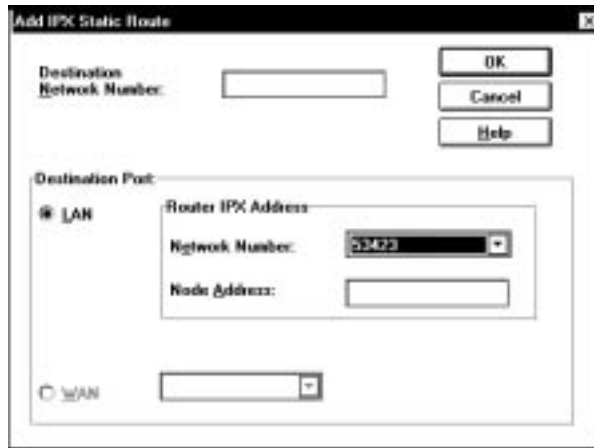 Add IPX Static Route
Destination
Network Number:
OK
Cancel
Help
Destination Port
LAN
Router IPX Address
Network Number:
53423
Node Address:
WAN